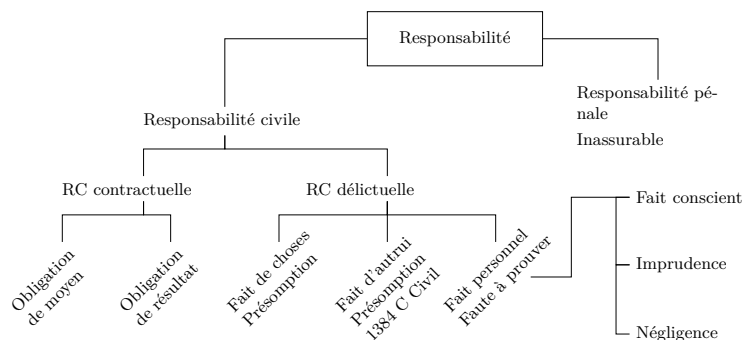 Responsabilité
Responsabilité pé-
nale
Inassurable
Responsabilité civile
RC contractuelle
RC délictuelle
Obligation
de moyen
Obligation
de résultat
Fait de choses
Présomption
Fait d'autrui
Présomption
1384 C Civil
Fait personnel
Faute à prouver
Fait conscient
Imprudence
Négligence